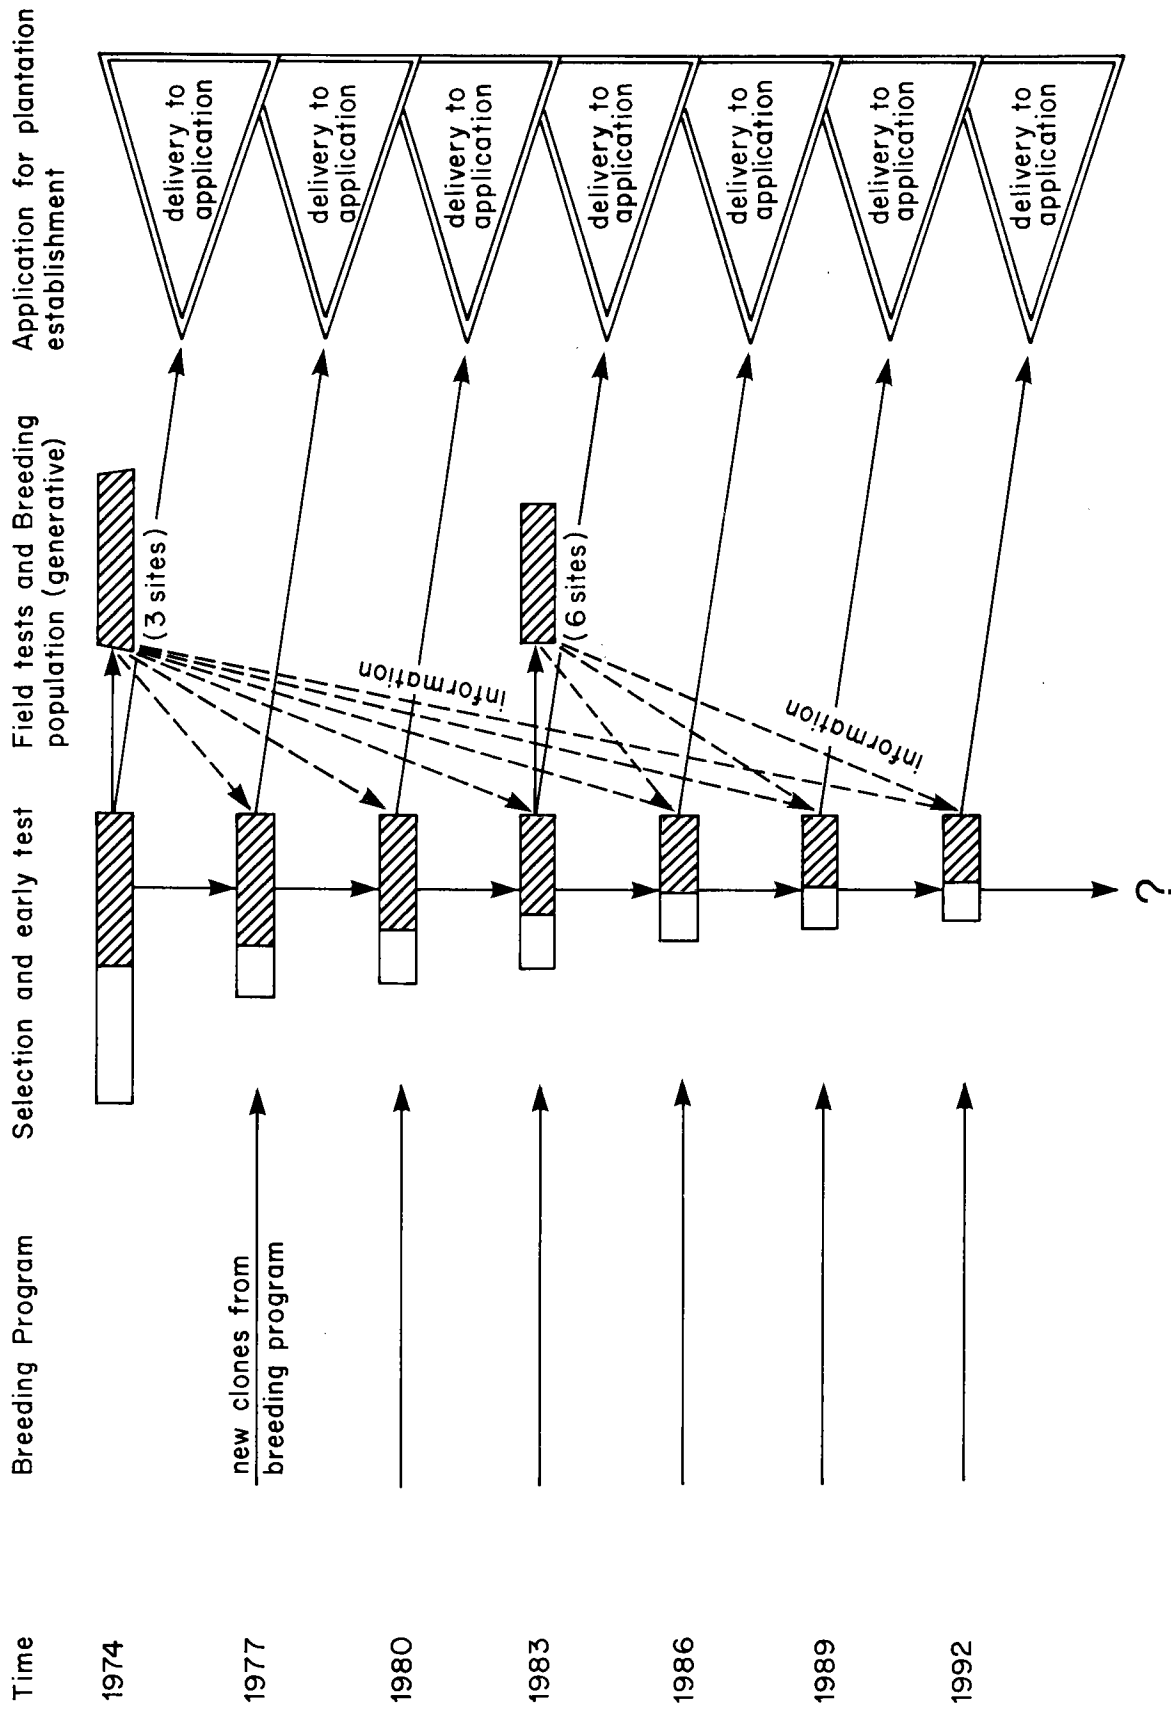 Time
Breeding Program
Selection and early test
Field tests and Breeding
population (generative)
Application for plantation
establishment
1974
(3 sites)
delivery to
application
1977
new clones from
breeding program
delivery to
application
1980
information
delivery to
application
1983
(6 sites)
delivery to
application
1986
delivery to
application
1989
information
delivery to
application
1992
delivery to
application
?